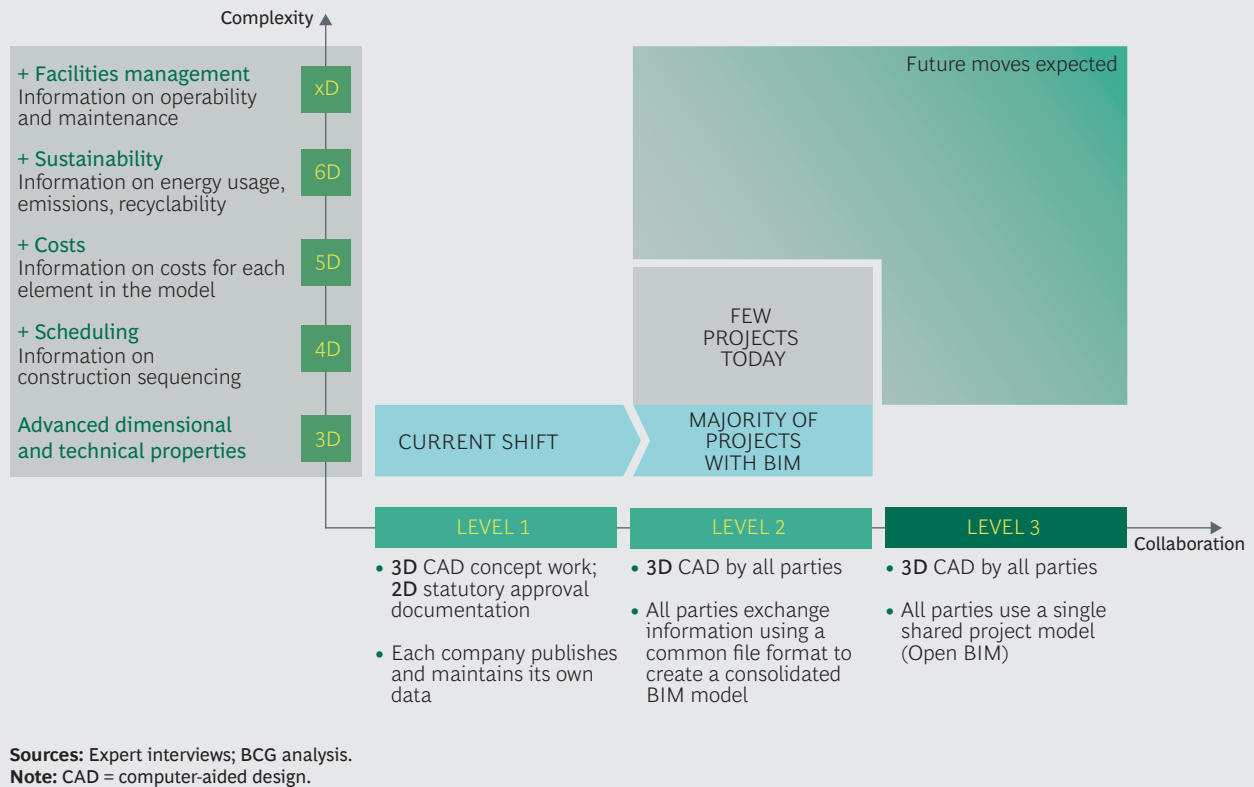 Complexity
+ Facilities management
Information on operability
and maintenance
xD
+ Sustainability
Information on energy usage,
emissions, recyclability
6D
+ Costs
Information on costs for each
element in the model
5D
+ Scheduling
Information on
construction sequencing
4D
Advanced dimensional
and technical properties
3D
Future moves expected
FEW
PROJECTS
TODAY
CURRENT SHIFT
MAJORITY OF
PROJECTS
WITH BIM
LEVEL 1
LEVEL 2
LEVEL 3
Collaboration
• 3D CAD concept work;
2D statutory approval
documentation
• Each company publishes
and maintains its own
data
• 3D CAD by all parties
• All parties exchange
information using a
common file format to
create a consolidated
BIM model
• 3D CAD by all parties
• All parties use a single
shared project model
(Open BIM)
Sources: Expert interviews; BCG analysis.
Note: CAD = computer-aided design.